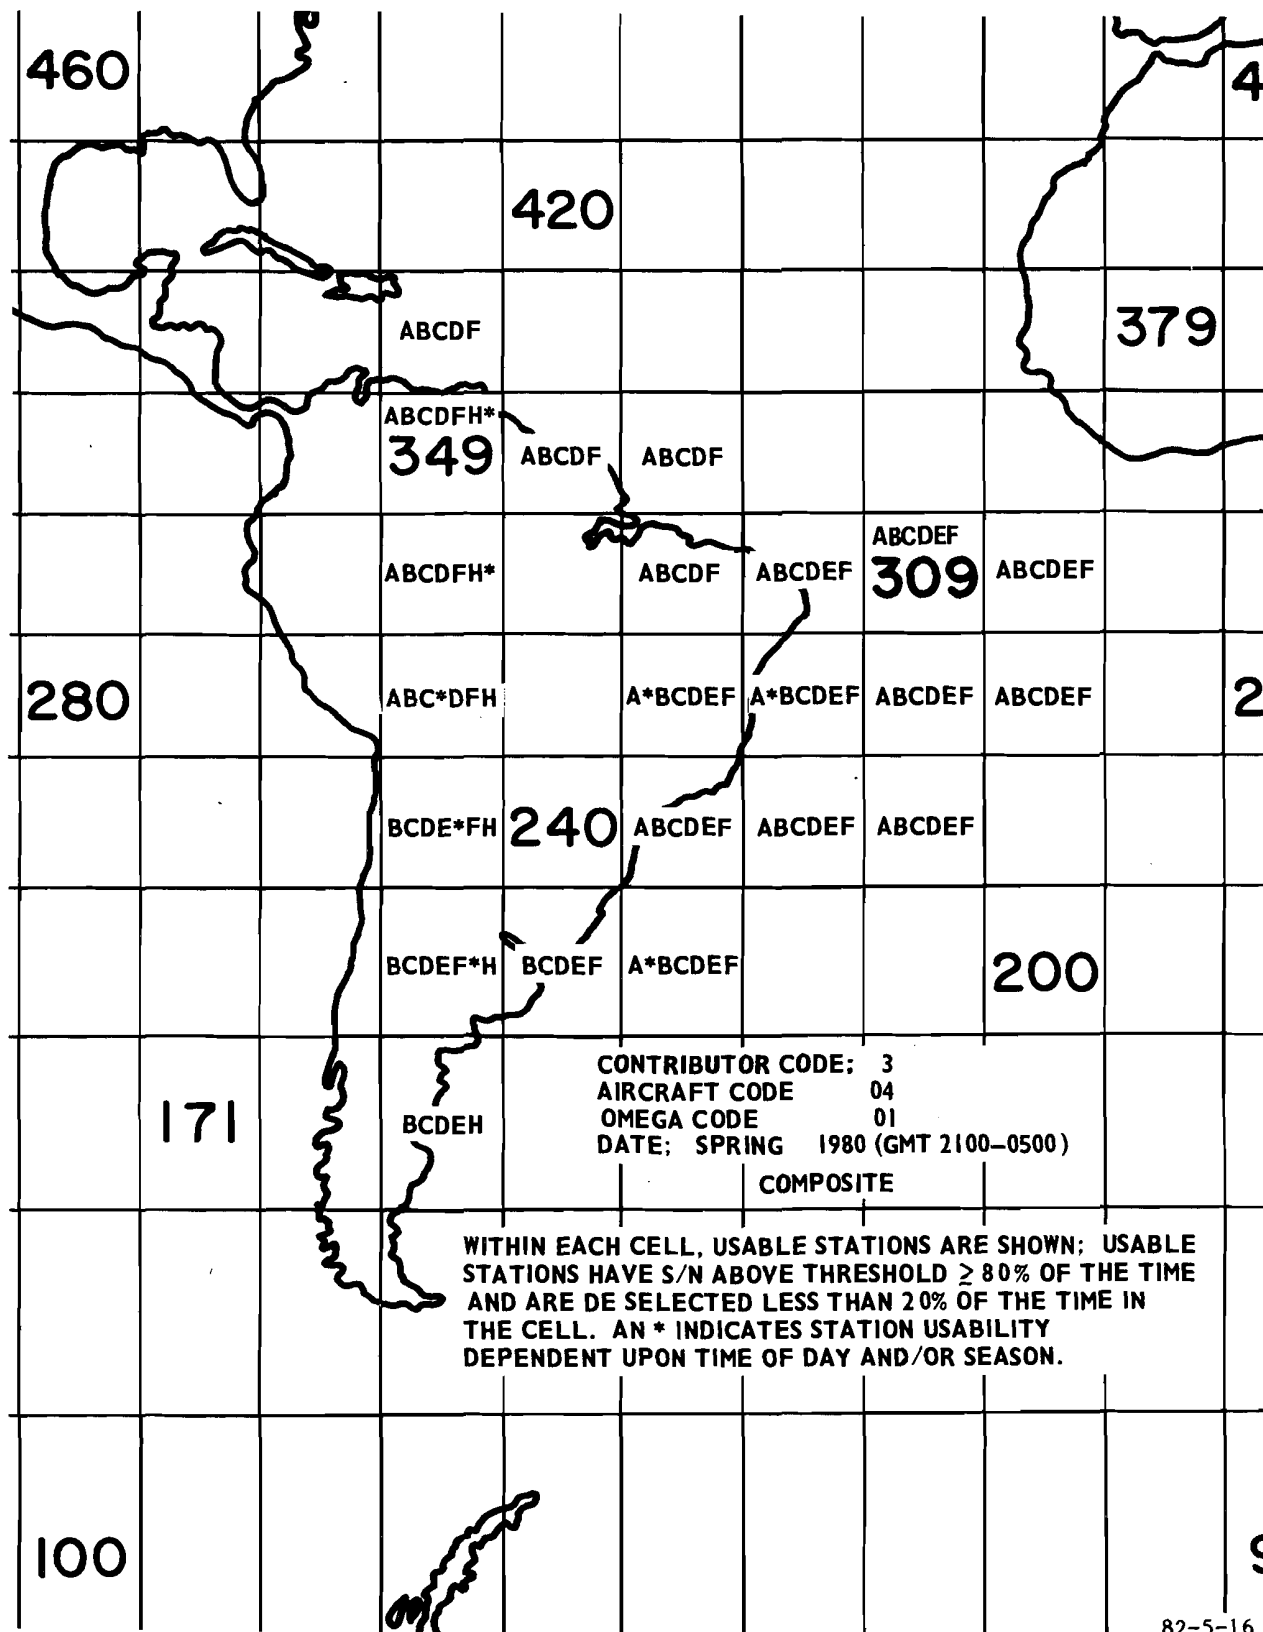 460
4
420
379
ABCDF
ABCDFH*
349
ABCDF
ABCDF
ABCDEF
ABCDFH*
ABCDF
ABCDEF
309
ABCDEF
280
ABC*DFH
A*BCDEF
A*BCDEF
ABCDEF
ABCDEF
2
BCDE*FH
240
ABCDEF
ABCDEF
ABCDEF
BCDEF*H
BCDEF
A*BCDEF
200
CONTRIBUTOR CODE; 3
AIRCRAFT CODE 04
OMEGA CODE 01
DATE; SPRING 1980 (GMT 2100-0500)
COMPOSITE
171
BCDEH
WITHIN EACH CELL, USABLE STATIONS ARE SHOWN; USABLE
STATIONS HAVE S/N ABOVE THRESHOLD ≥ 80% OF THE TIME
AND ARE DE SELECTED LESS THAN 20% OF THE TIME IN
THE CELL. AN * INDICATES STATION USABILITY
DEPENDENT UPON TIME OF DAY AND/OR SEASON.
100
82-5-16